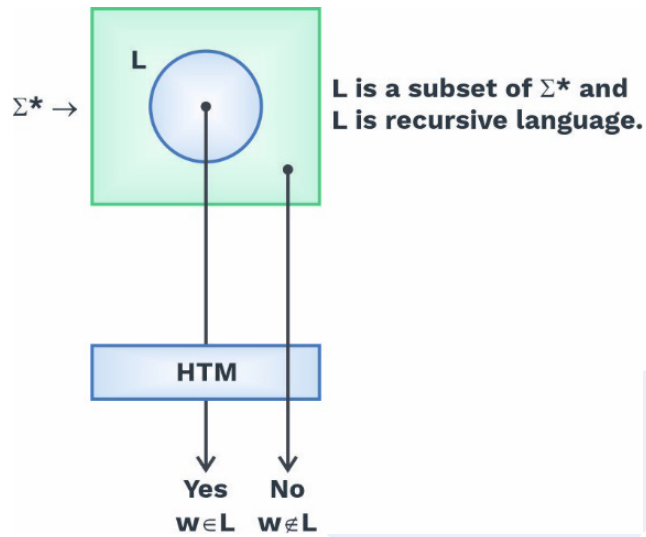 L
Σ* →
L is a subset of Σ* and
L is recursive language.
HTM
Yes No
w∈L w∉L